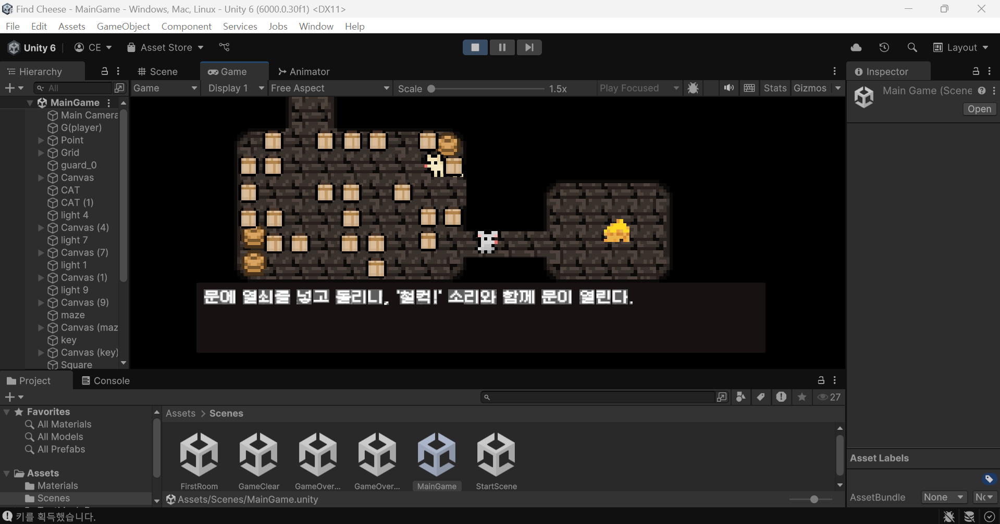 Find Cheese - MainGame - Windows, Mac, Linux - Unity 6 (6000.0.30f1) <DX11>
File Edit Assets GameObject Component Services Jobs Window Help
Unity 6 CE Asset Store Layout
Hierarchy Scene Game Animator Inspector
All Game Display 1 Free Aspect Scale 1.5x Play Focused Stats Gizmos
Main Game (Scene
Open
MainGame
Main Camera
G(player)
Point
Grid
guard_0
Canvas
CAT
CAT (1)
light 4
Canvas (4)
light 7
Canvas (7)
light 1
Canvas (1)
light 9
Canvas (9)
maze
Canvas (maz
key
Canvas (key)
Square
문에 열쇠를 넣고 돌리니, '철컥!' 소리와 함께 문이 열린다.
Project Console
27
Favorites
All Materials
All Models
All Prefabs
Assets
Materials
Scenes
Assets > Scenes
FirstRoom GameClear GameOver... GameOver... MainGame StartScene
Assets/Scenes/MainGame.unity
Asset Labels
AssetBundle None
키를 획득했습니다.